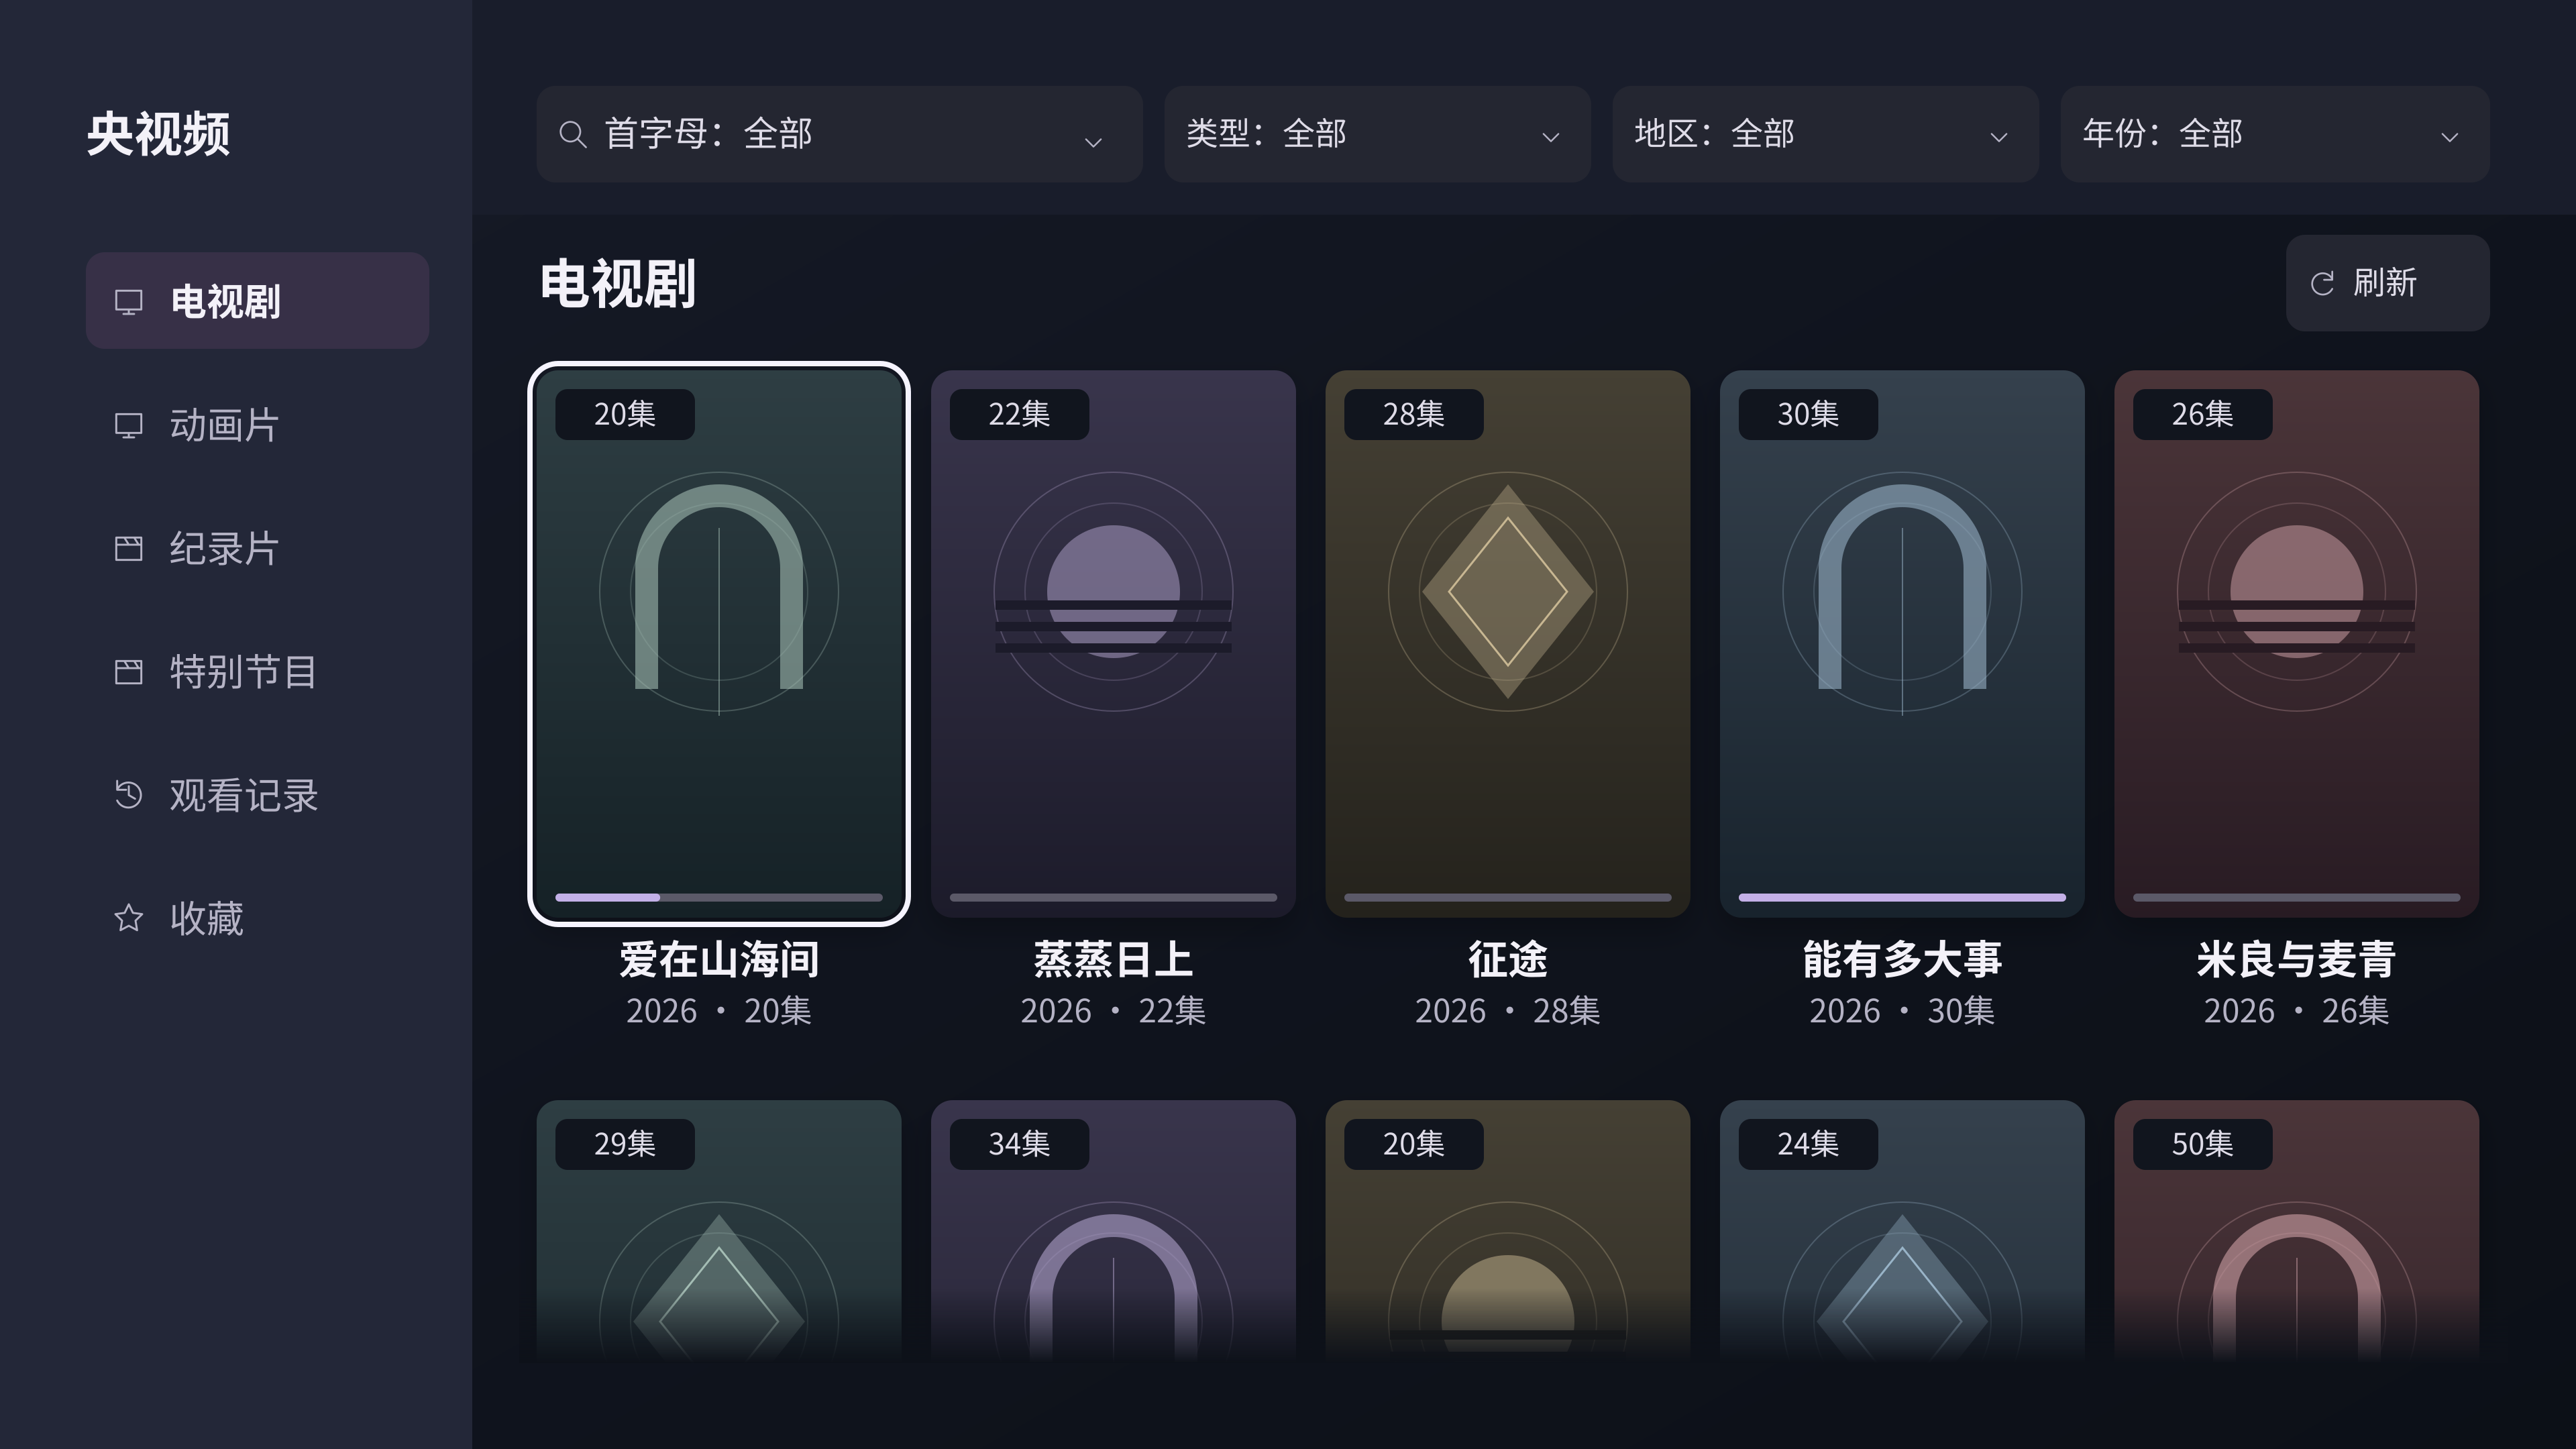 央视频
电视剧
动画片
纪录片
特别节目
观看记录
收藏
首字母：全部
类型：全部
地区：全部
年份：全部
电视剧
刷新
20集
22集
28集
30集
26集
爱在山海间
蒸蒸日上
征途
能有多大事
米良与麦青
2026 • 20集
2026 • 22集
2026 • 28集
2026 • 30集
2026 • 26集
29集
34集
20集
24集
50集